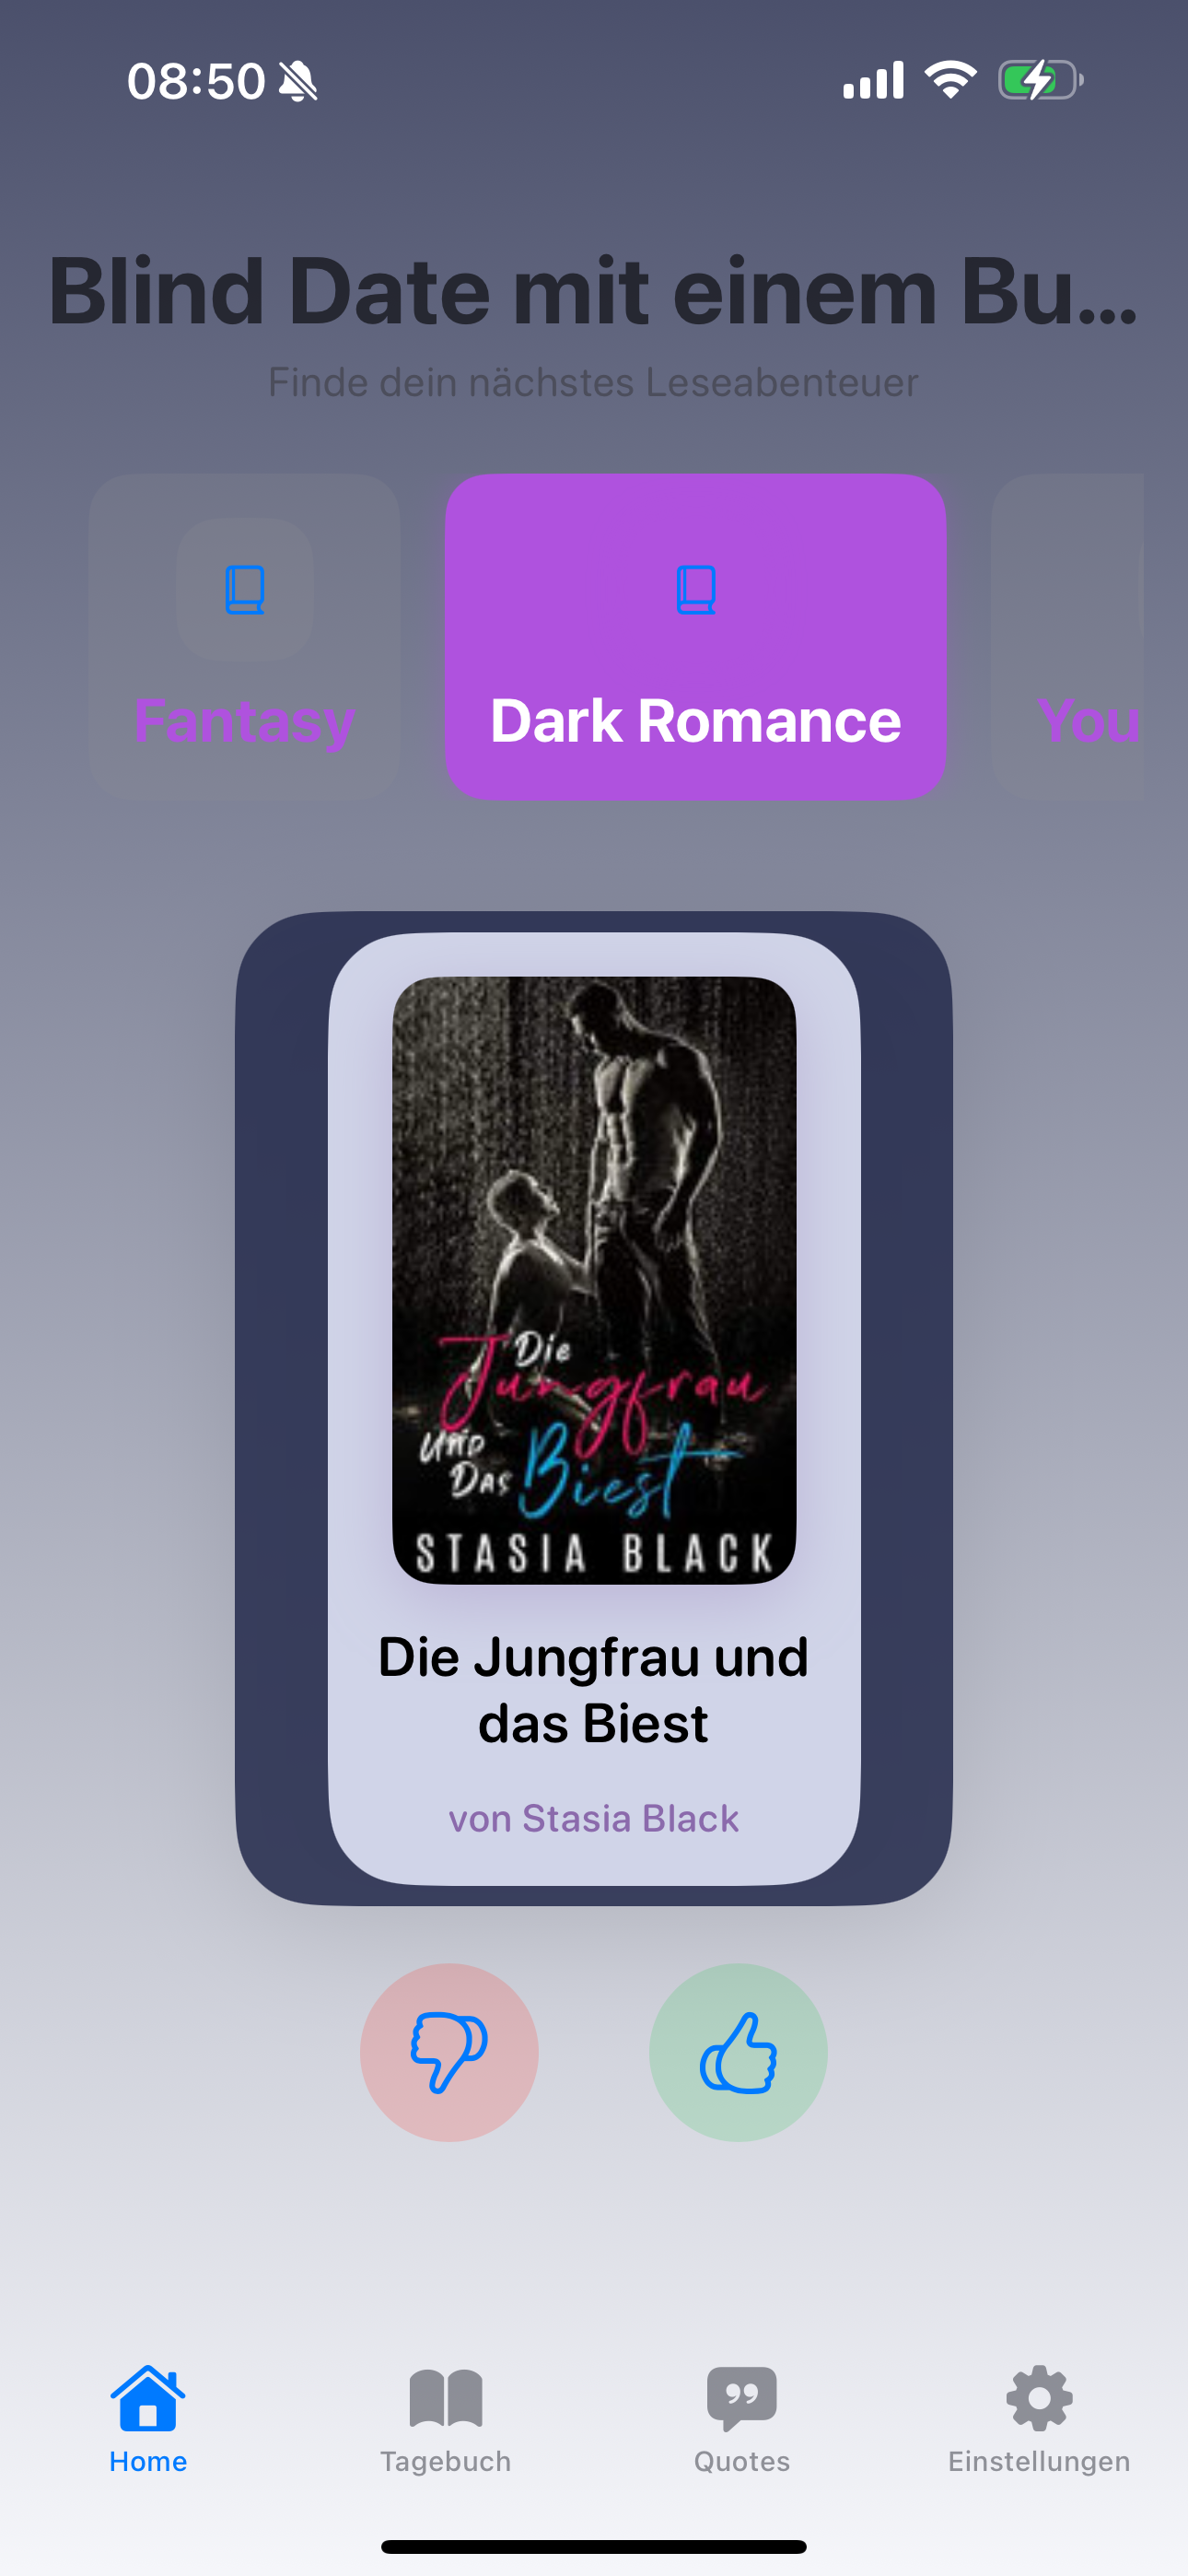 08:50
Blind Date mit einem Bu...
Finde dein nächstes Leseabenteuer
Fantasy
Dark Romance
You
Die
Jungfrau
Und
Das
Biest
STASIA BLACK
Die Jungfrau und
das Biest
von Stasia Black
Home
Tagebuch
Quotes
Einstellungen